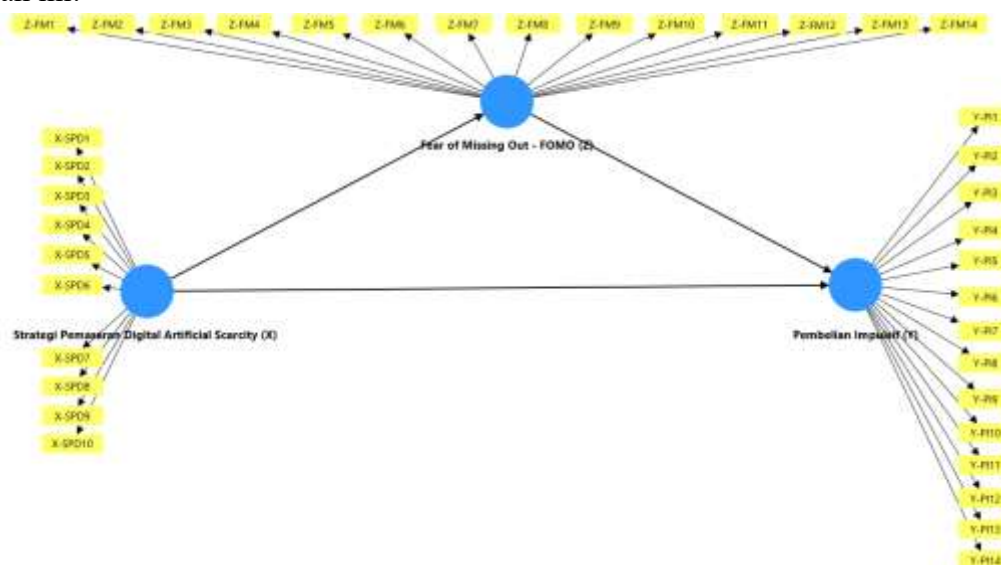 Z-FM1 Z-FM2 Z-FM3 Z-FM4 Z-FM5 Z-FM6 Z-FM7 Z-FM8 Z-FM9 Z-FM10 Z-FM11 Z-FM12 Z-FM13 Z-FM14
Fear of Missing Out - FOMO (Z)
X-SPD1
X-SPD2
X-SPD3
X-SPD4
X-SPD5
X-SPD6
Strategi Pemasaran Digital Artificial Scarcity (X)
X-SPD7
X-SPD8
X-SPD9
X-SPD10
Y-PI1
Y-PI2
Y-PI3
Y-PI4
Y-PI5
Y-PI6
Y-PI7
Pembelian Impulsif (Y)
Y-PI8
Y-PI9
Y-PI10
Y-PI11
Y-PI12
Y-PI13
Y-PI14